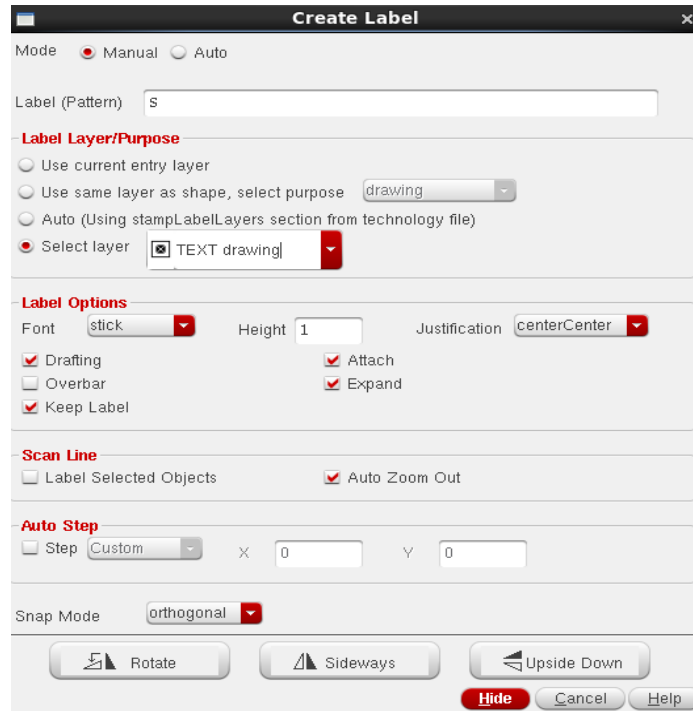 Create Label
Mode Manual Auto
Label (Pattern) S
Label Layer/Purpose
Use current entry layer
Use same layer as shape, select purpose drawing
Auto (Using stampLabelLayers section from technology file)
Select layer TEXT drawing
Label Options
Font stick Height 1 Justification centerCenter
Drafting Attach
Overbar Expand
Keep Label
Scan Line
Label Selected Objects Auto Zoom Out
Auto Step
Step Custom X 0 Y 0
Snap Mode orthogonal
Rotate Sideways Upside Down
Hide Cancel Help